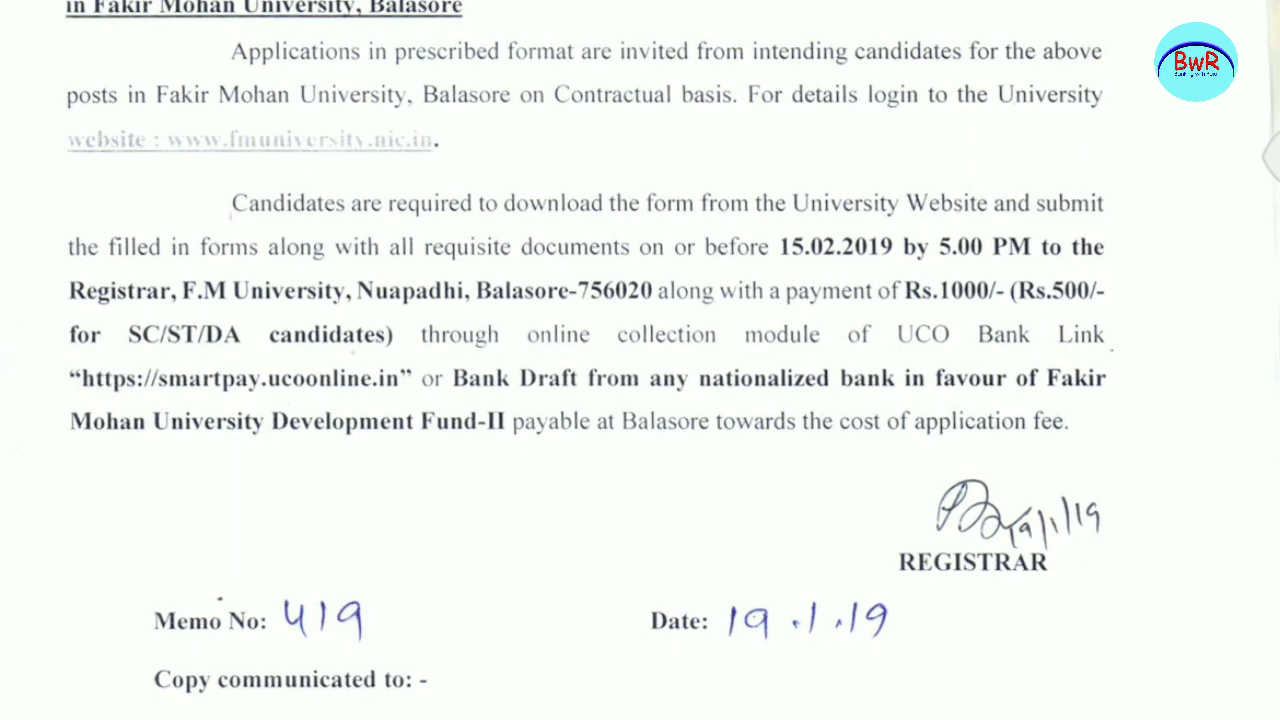 in Fakir Mohan University, Balasore
Applications in prescribed format are invited from intending candidates for the above
posts in Fakir Mohan University, Balasore on Contractual basis. For details login to the University
website : www.fmuniversity.nic.in.
Candidates are required to download the form from the University Website and submit
the filled in forms along with all requisite documents on or before 15.02.2019 by 5.00 PM to the
Registrar, F.M University, Nuapadhi, Balasore-756020 along with a payment of Rs.1000/- (Rs.500/-
for SC/ST/DA candidates) through online collection module of UCO Bank Link
“https://smartpay.ucoonline.in” or Bank Draft from any nationalized bank in favour of Fakir
Mohan University Development Fund-II payable at Balasore towards the cost of application fee.
19/1/19
REGISTRAR
Memo No: 419 Date: 19.1.19
Copy communicated to: -
BwR